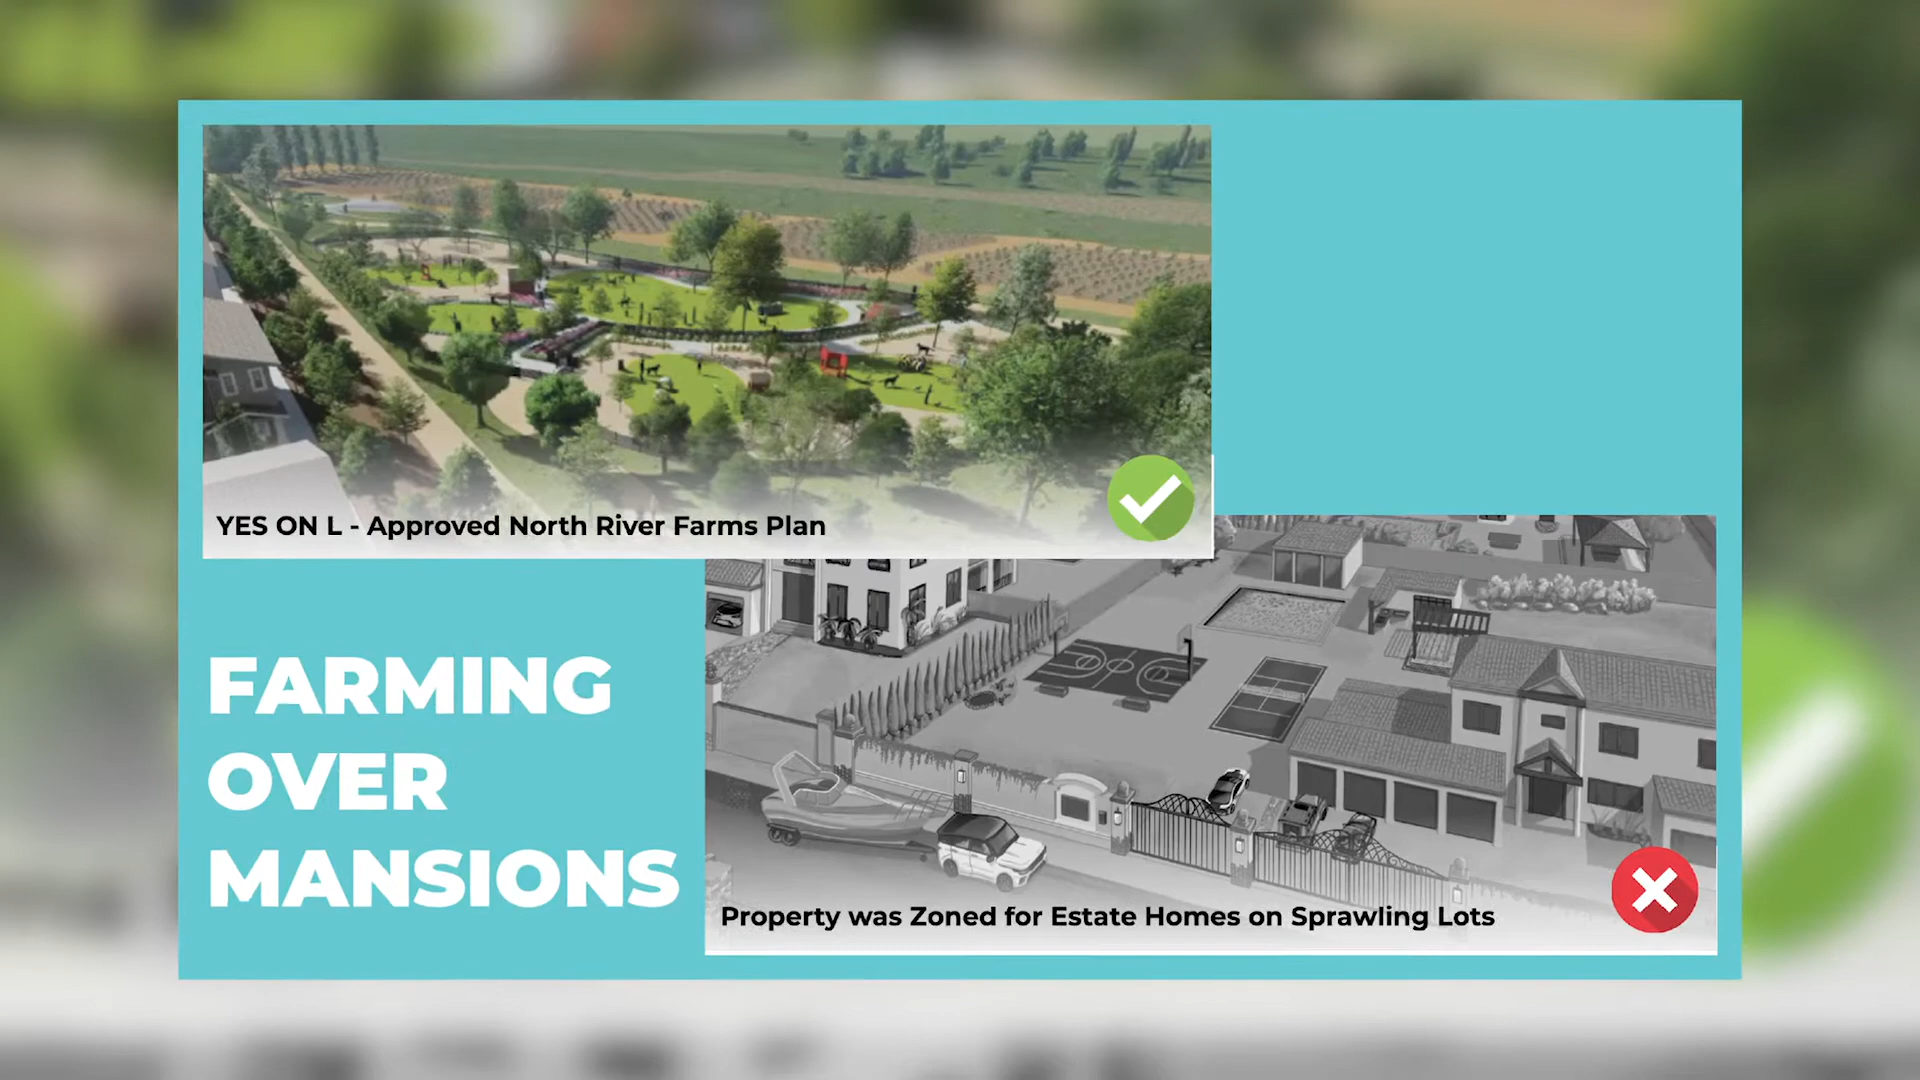 YES ON L - Approved North River Farms Plan
FARMING
OVER
MANSIONS
Property was Zoned for Estate Homes on Sprawling Lots